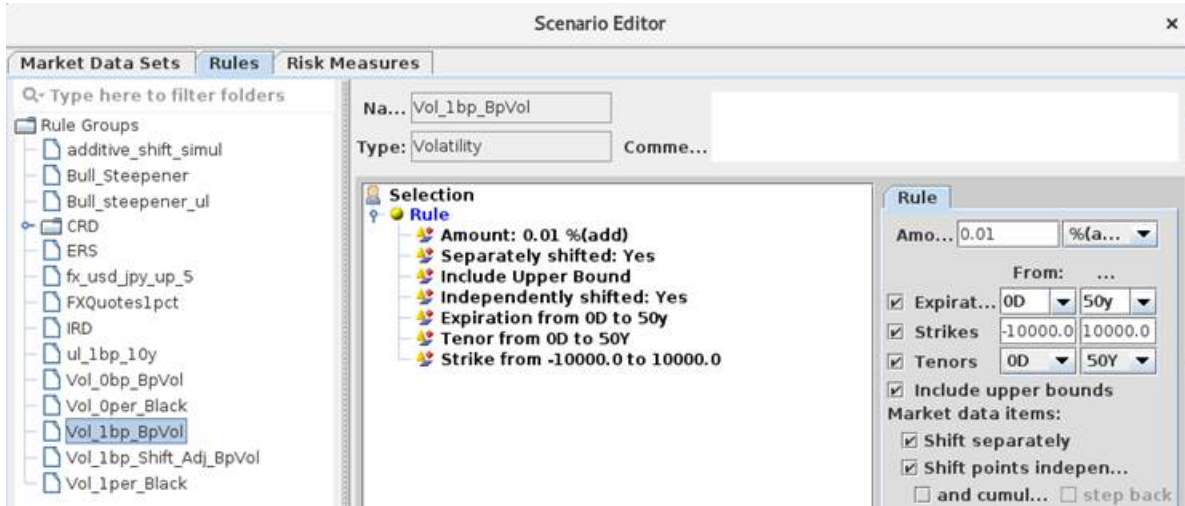 Scenario Editor ×
Market Data Sets Rules Risk Measures
Type here to filter folders
Rule Groups
additive_shift_simul
Bull_Steepener
Bull_steepener_ul
CRD
ERS
fx_usd_jpy_up_5
FXQuotes1pct
IRD
ul_1bp_10y
Vol_0bp_BpVol
Vol_0per_Black
Vol_1bp_BpVol
Vol_1bp_Shift_Adj_BpVol
Vol_1per_Black
Na... Vol_1bp_BpVol
Type: Volatility Comme...
Selection
Rule
Amount: 0.01 %(add)
Separately shifted: Yes
Include Upper Bound
Independently shifted: Yes
Expiration from 0D to 50y
Tenor from 0D to 50Y
Strike from -10000.0 to 10000.0
Rule
Amo... 0.01 %(a...
From: ...
Expirat... 0D 50y
Strikes -10000.0 10000.0
Tenors 0D 50Y
Include upper bounds
Market data items:
Shift separately
Shift points indepen...
and cumul... step back